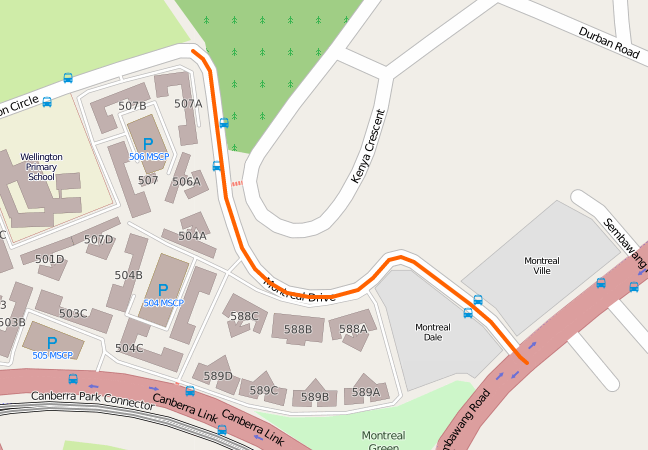 Durban Road
on Circle
507B
507A
P
506 MSCP
Wellington
Primary
School
507
506A
Kenya Crescent
C
507D
504A
501D
504B
P
504 MSCP
Sembawang
Montreal
Ville
Montreal Drive
3
503B
503C
588C
588B
588A
Montreal
Dale
P
505 MSCP
504C
589D
589C
589B
589A
Canberra Park Connector
Canberra Link
Canberra Link
mbawang Road
Montreal
Green